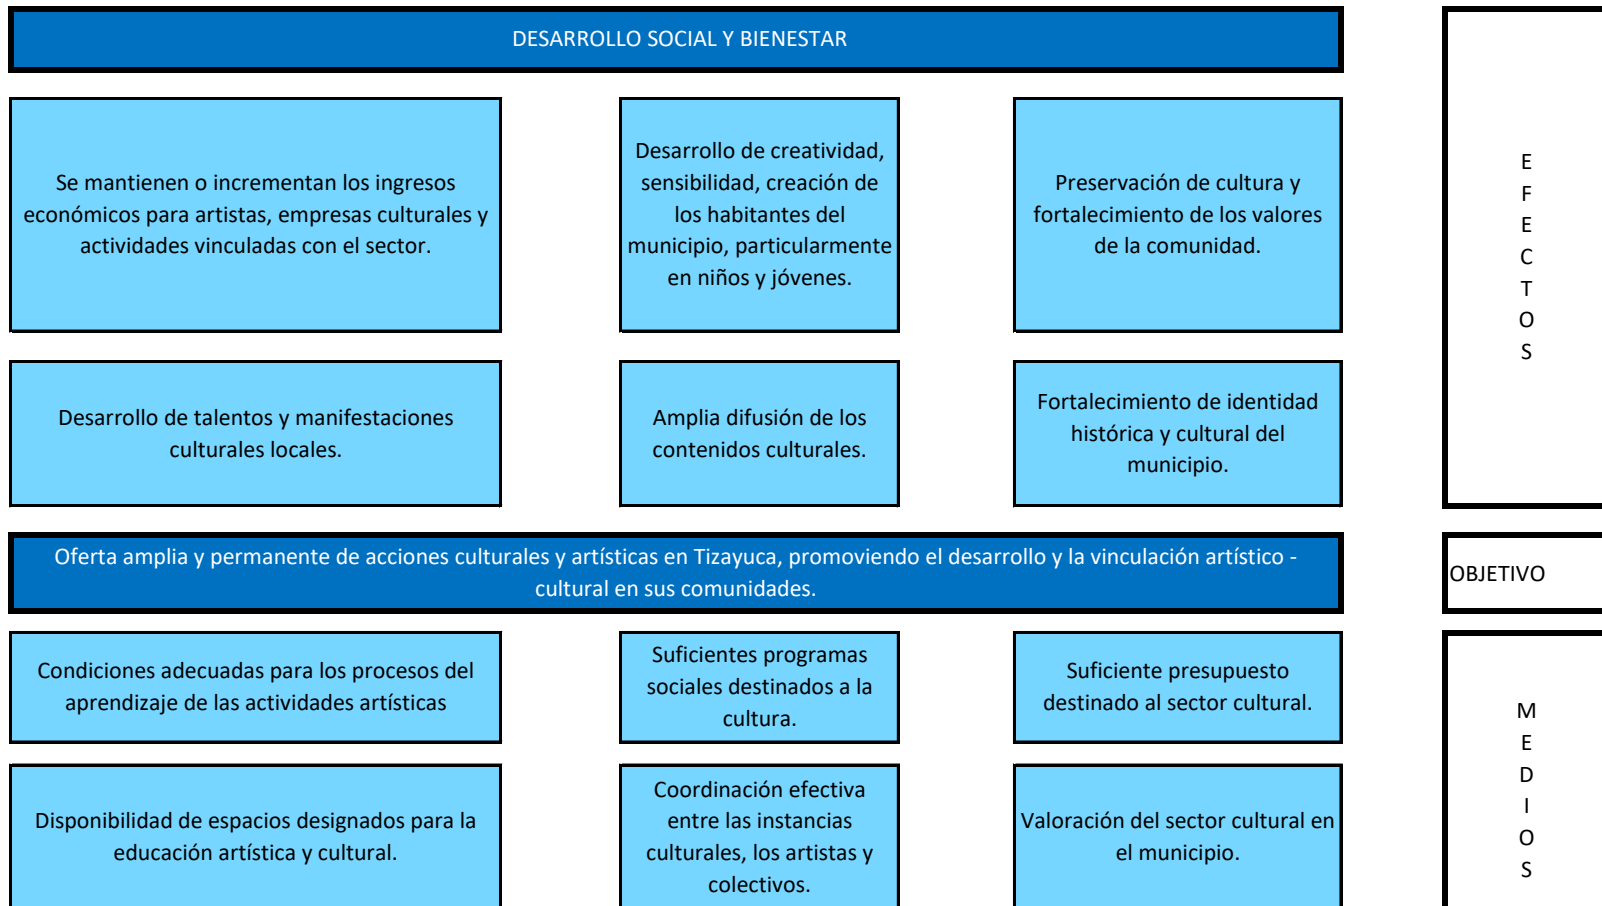 DESARROLLO SOCIAL Y BIENESTAR
Se mantienen o incrementan los ingresos
económicos para artistas, empresas culturales y
actividades vinculadas con el sector.
Desarrollo de creatividad,
sensibilidad, creación de
los habitantes del
municipio, particularmente
en niños y jóvenes.
Preservación de cultura y
fortalecimiento de los valores
de la comunidad.
E
F
E
C
T
O
S
Desarrollo de talentos y manifestaciones
culturales locales.
Amplia difusión de los
contenidos culturales.
Fortalecimiento de identidad
histórica y cultural del
municipio.
Oferta amplia y permanente de acciones culturales y artísticas en Tizayuca, promoviendo el desarrollo y la vinculación artístico -
cultural en sus comunidades.
OBJETIVO
Condiciones adecuadas para los procesos del
aprendizaje de las actividades artísticas
Suficientes programas
sociales destinados a la
cultura.
Suficiente presupuesto
destinado al sector cultural.
M
E
D
I
O
S
Disponibilidad de espacios designados para la
educación artística y cultural.
Coordinación efectiva
entre las instancias
culturales, los artistas y
colectivos.
Valoración del sector cultural en
el municipio.